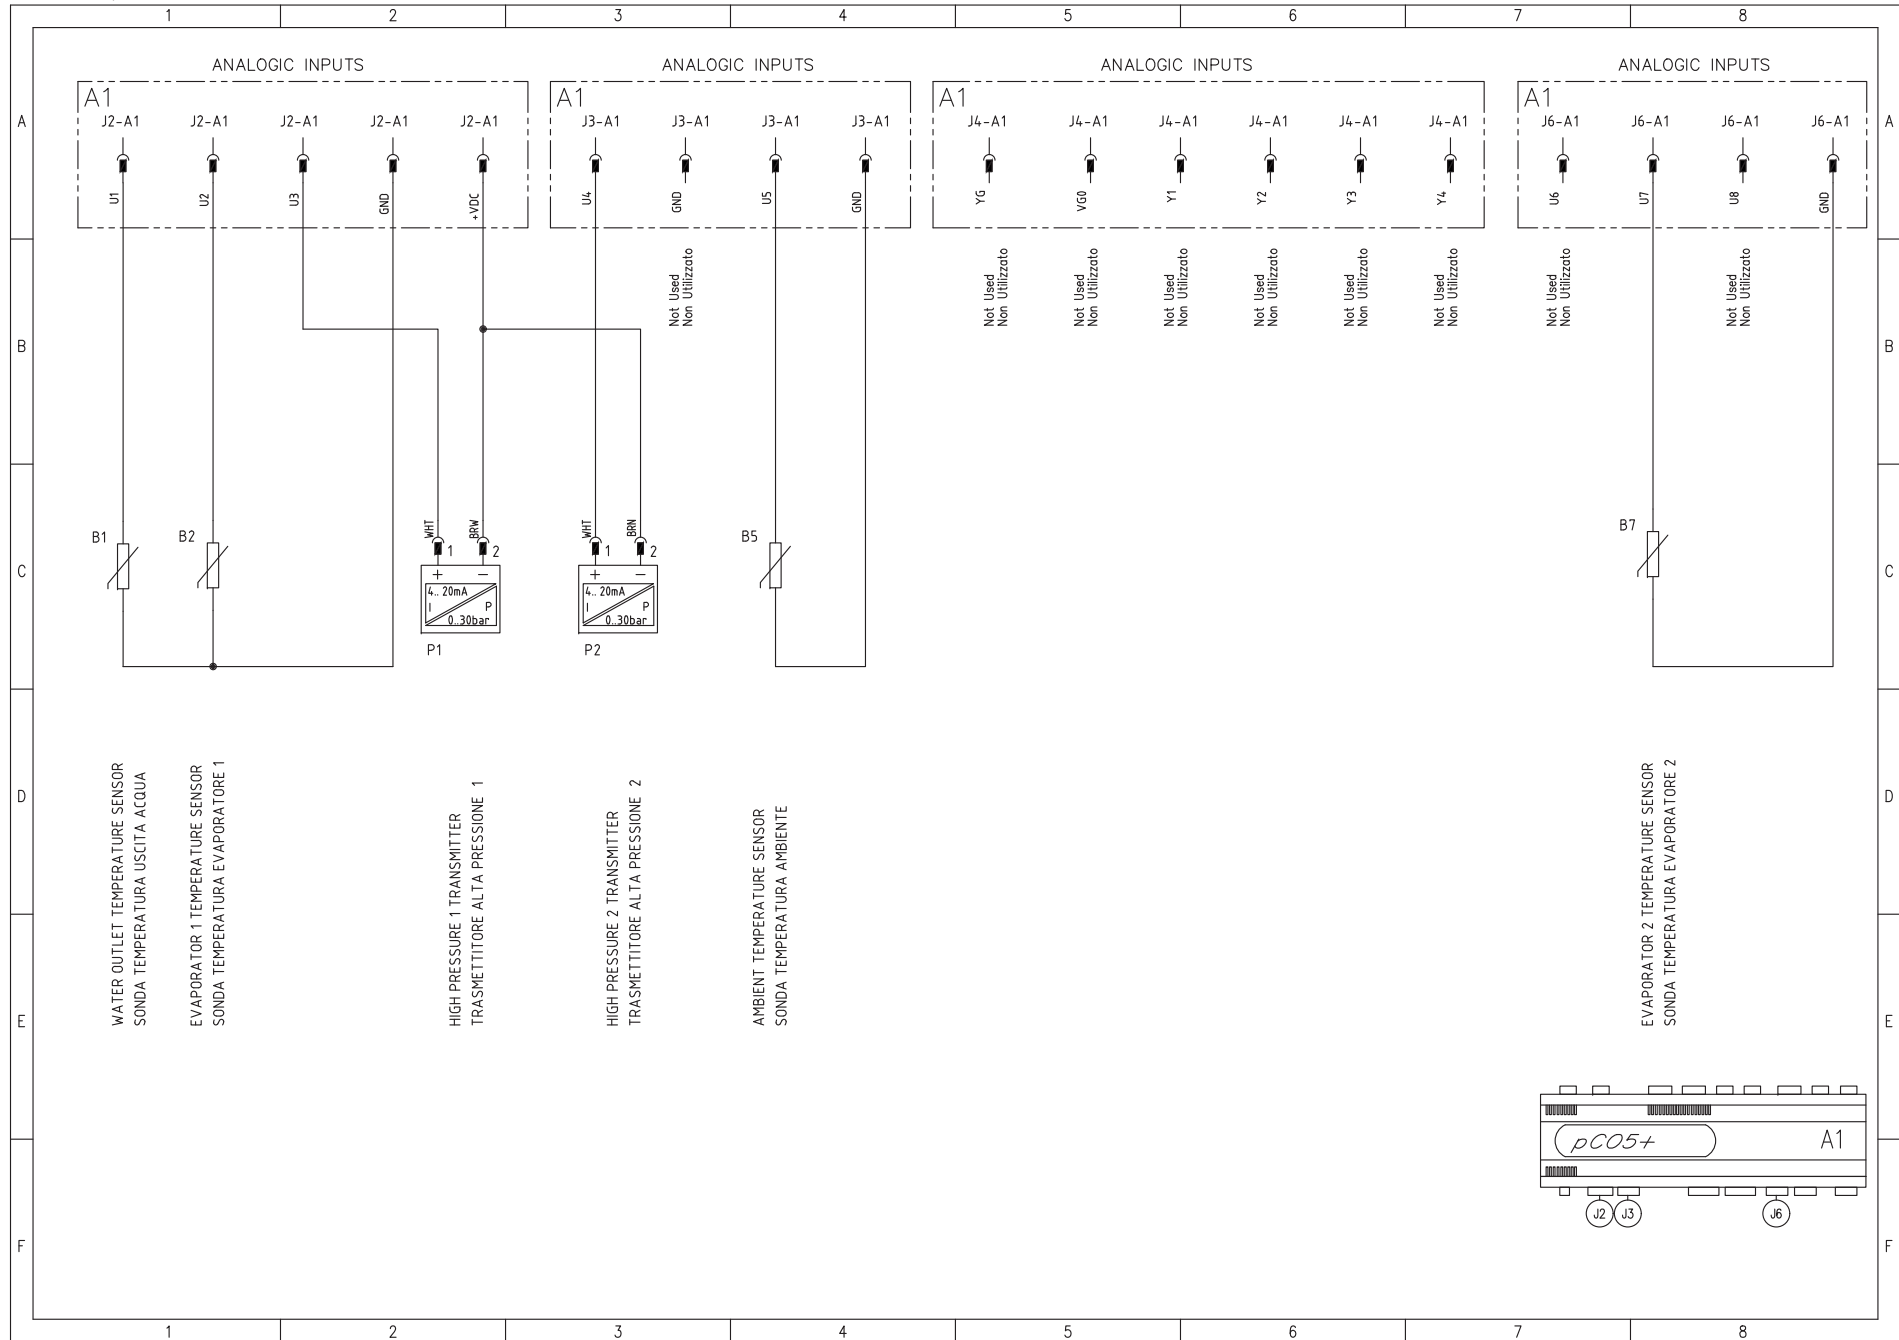 1 2 3 4 5 6 7 8
ANALOGIC INPUTS ANALOGIC INPUTS ANALOGIC INPUTS ANALOGIC INPUTS
A1 A1 A1 A1
A J2-A1 J2-A1 J2-A1 J2-A1 J2-A1 J3-A1 J3-A1 J3-A1 J3-A1 J4-A1 J4-A1 J4-A1 J4-A1 J4-A1 J4-A1 J6-A1 J6-A1 J6-A1 J6-A1 A
U1 U2 U3 GND +VDC U4 GND U5 GND YG VG0 Y1 Y2 Y3 Y4 U6 U7 U8 GND
Not Used
Non Utilizzato
Not Used
Non Utilizzato
Not Used
Non Utilizzato
Not Used
Non Utilizzato
Not Used
Non Utilizzato
Not Used
Non Utilizzato
Not Used
Non Utilizzato
Not Used
Non Utilizzato
Not Used
Non Utilizzato
B B
WHT BRW WHT BRN
B1 B2 B5 B7
1 2 1 2
C C
+ − + −
4.. 20mA 4.. 20mA
I P I P
0..30bar 0..30bar
P1 P2
D D
WATER OUTLET TEMPERATURE SENSOR
SONDA TEMPERATURA USCITA ACQUA
EVAPORATOR 1 TEMPERATURE SENSOR
SONDA TEMPERATURA EVAPORATORE 1
HIGH PRESSURE 1 TRANSMITTER
TRASMETTITORE ALTA PRESSIONE 1
HIGH PRESSURE 2 TRANSMITTER
TRASMETTITORE ALTA PRESSIONE 2
AMBIENT TEMPERATURE SENSOR
SONDA TEMPERATURA AMBIENTE
EVAPORATOR 2 TEMPERATURE SENSOR
SONDA TEMPERATURA EVAPORATORE 2
E E
pCO5+ A1
J2 J3 J6
F F
1 2 3 4 5 6 7 8